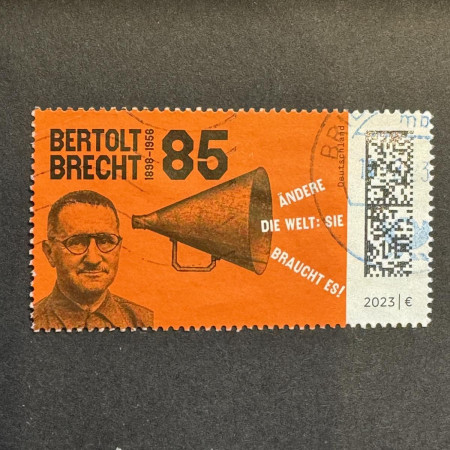 BERTOLT
BRECHT
1898–1956
85
ÄNDERE
DIE WELT: SIE
BRAUCHT ES!
Deutschland
2023 | €